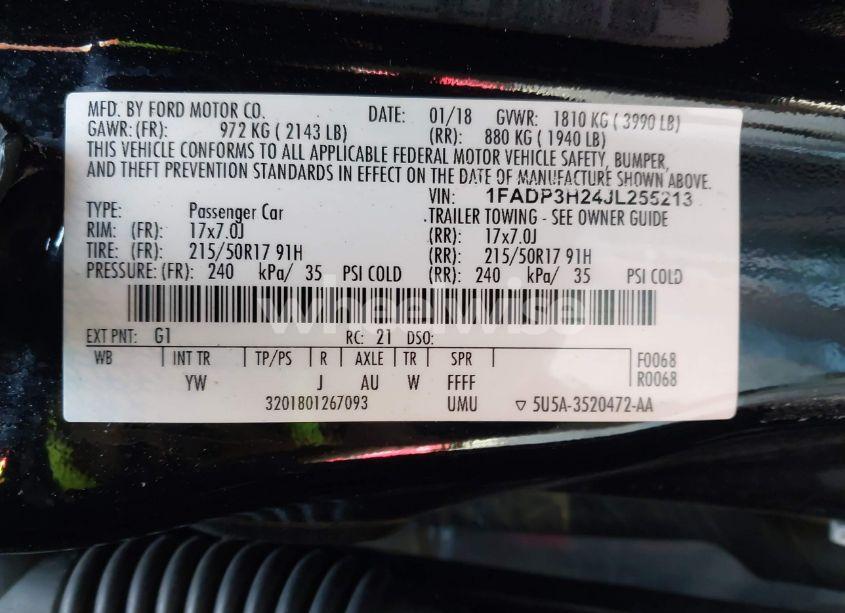 MFD. BY FORD MOTOR CO. DATE: 01/18 GVWR: 1810 KG ( 3990 LB)
GAWR: (FR): 972 KG ( 2143 LB) (RR): 880 KG ( 1940 LB)
THIS VEHICLE CONFORMS TO ALL APPLICABLE FEDERAL MOTOR VEHICLE SAFETY, BUMPER,
AND THEFT PREVENTION STANDARDS IN EFFECT ON THE DATE OF MANUFACTURE SHOWN ABOVE.
VIN: 1FADP3H24JL255213
TYPE: Passenger Car TRAILER TOWING - SEE OWNER GUIDE
RIM: (FR): 17x7.0J (RR): 17x7.0J
TIRE: (FR): 215/50R17 91H (RR): 215/50R17 91H
PRESSURE: (FR): 240 kPa/ 35 PSI COLD (RR): 240 kPa/ 35 PSI COLD
wheelwise
EXT PNT: G1 RC: 21 DSO:
WB INT TR TP/PS R AXLE TR SPR F0068
YW J AU W FFFF R0068
3201801267093 UMU ▽ 5U5A-3520472-AA